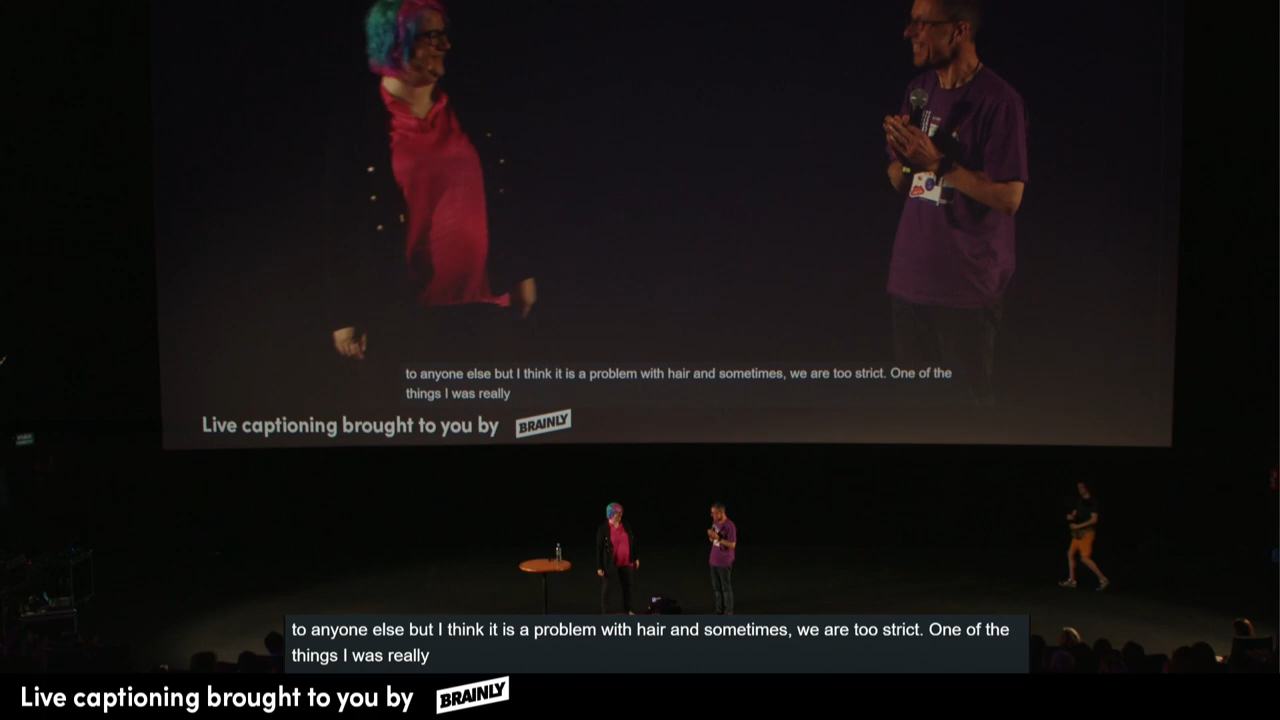 to anyone else but I think it is a problem with hair and sometimes, we are too strict. One of the
things I was really
Live captioning brought to you by BRAINLY
to anyone else but I think it is a problem with hair and sometimes, we are too strict. One of the
things I was really
Live captioning brought to you by BRAINLY